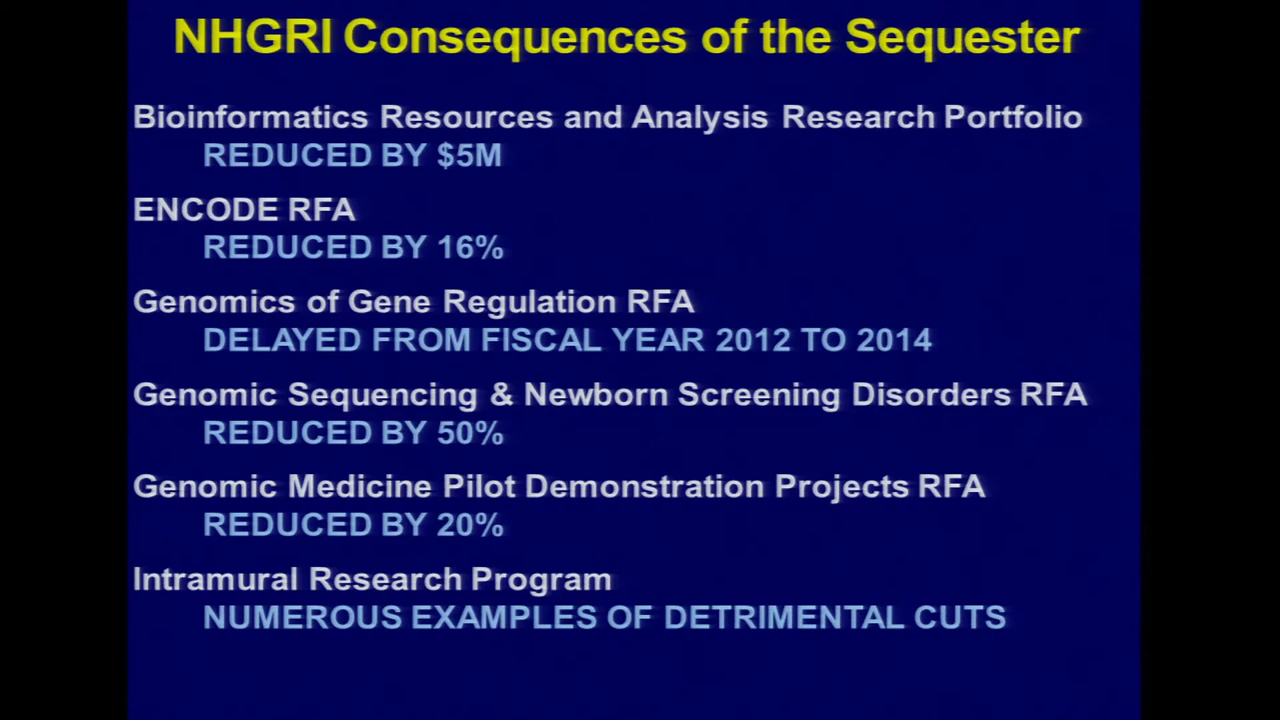 NHGRI Consequences of the Sequester
Bioinformatics Resources and Analysis Research Portfolio
REDUCED BY $5M
ENCODE RFA
REDUCED BY 16%
Genomics of Gene Regulation RFA
DELAYED FROM FISCAL YEAR 2012 TO 2014
Genomic Sequencing & Newborn Screening Disorders RFA
REDUCED BY 50%
Genomic Medicine Pilot Demonstration Projects RFA
REDUCED BY 20%
Intramural Research Program
NUMEROUS EXAMPLES OF DETRIMENTAL CUTS